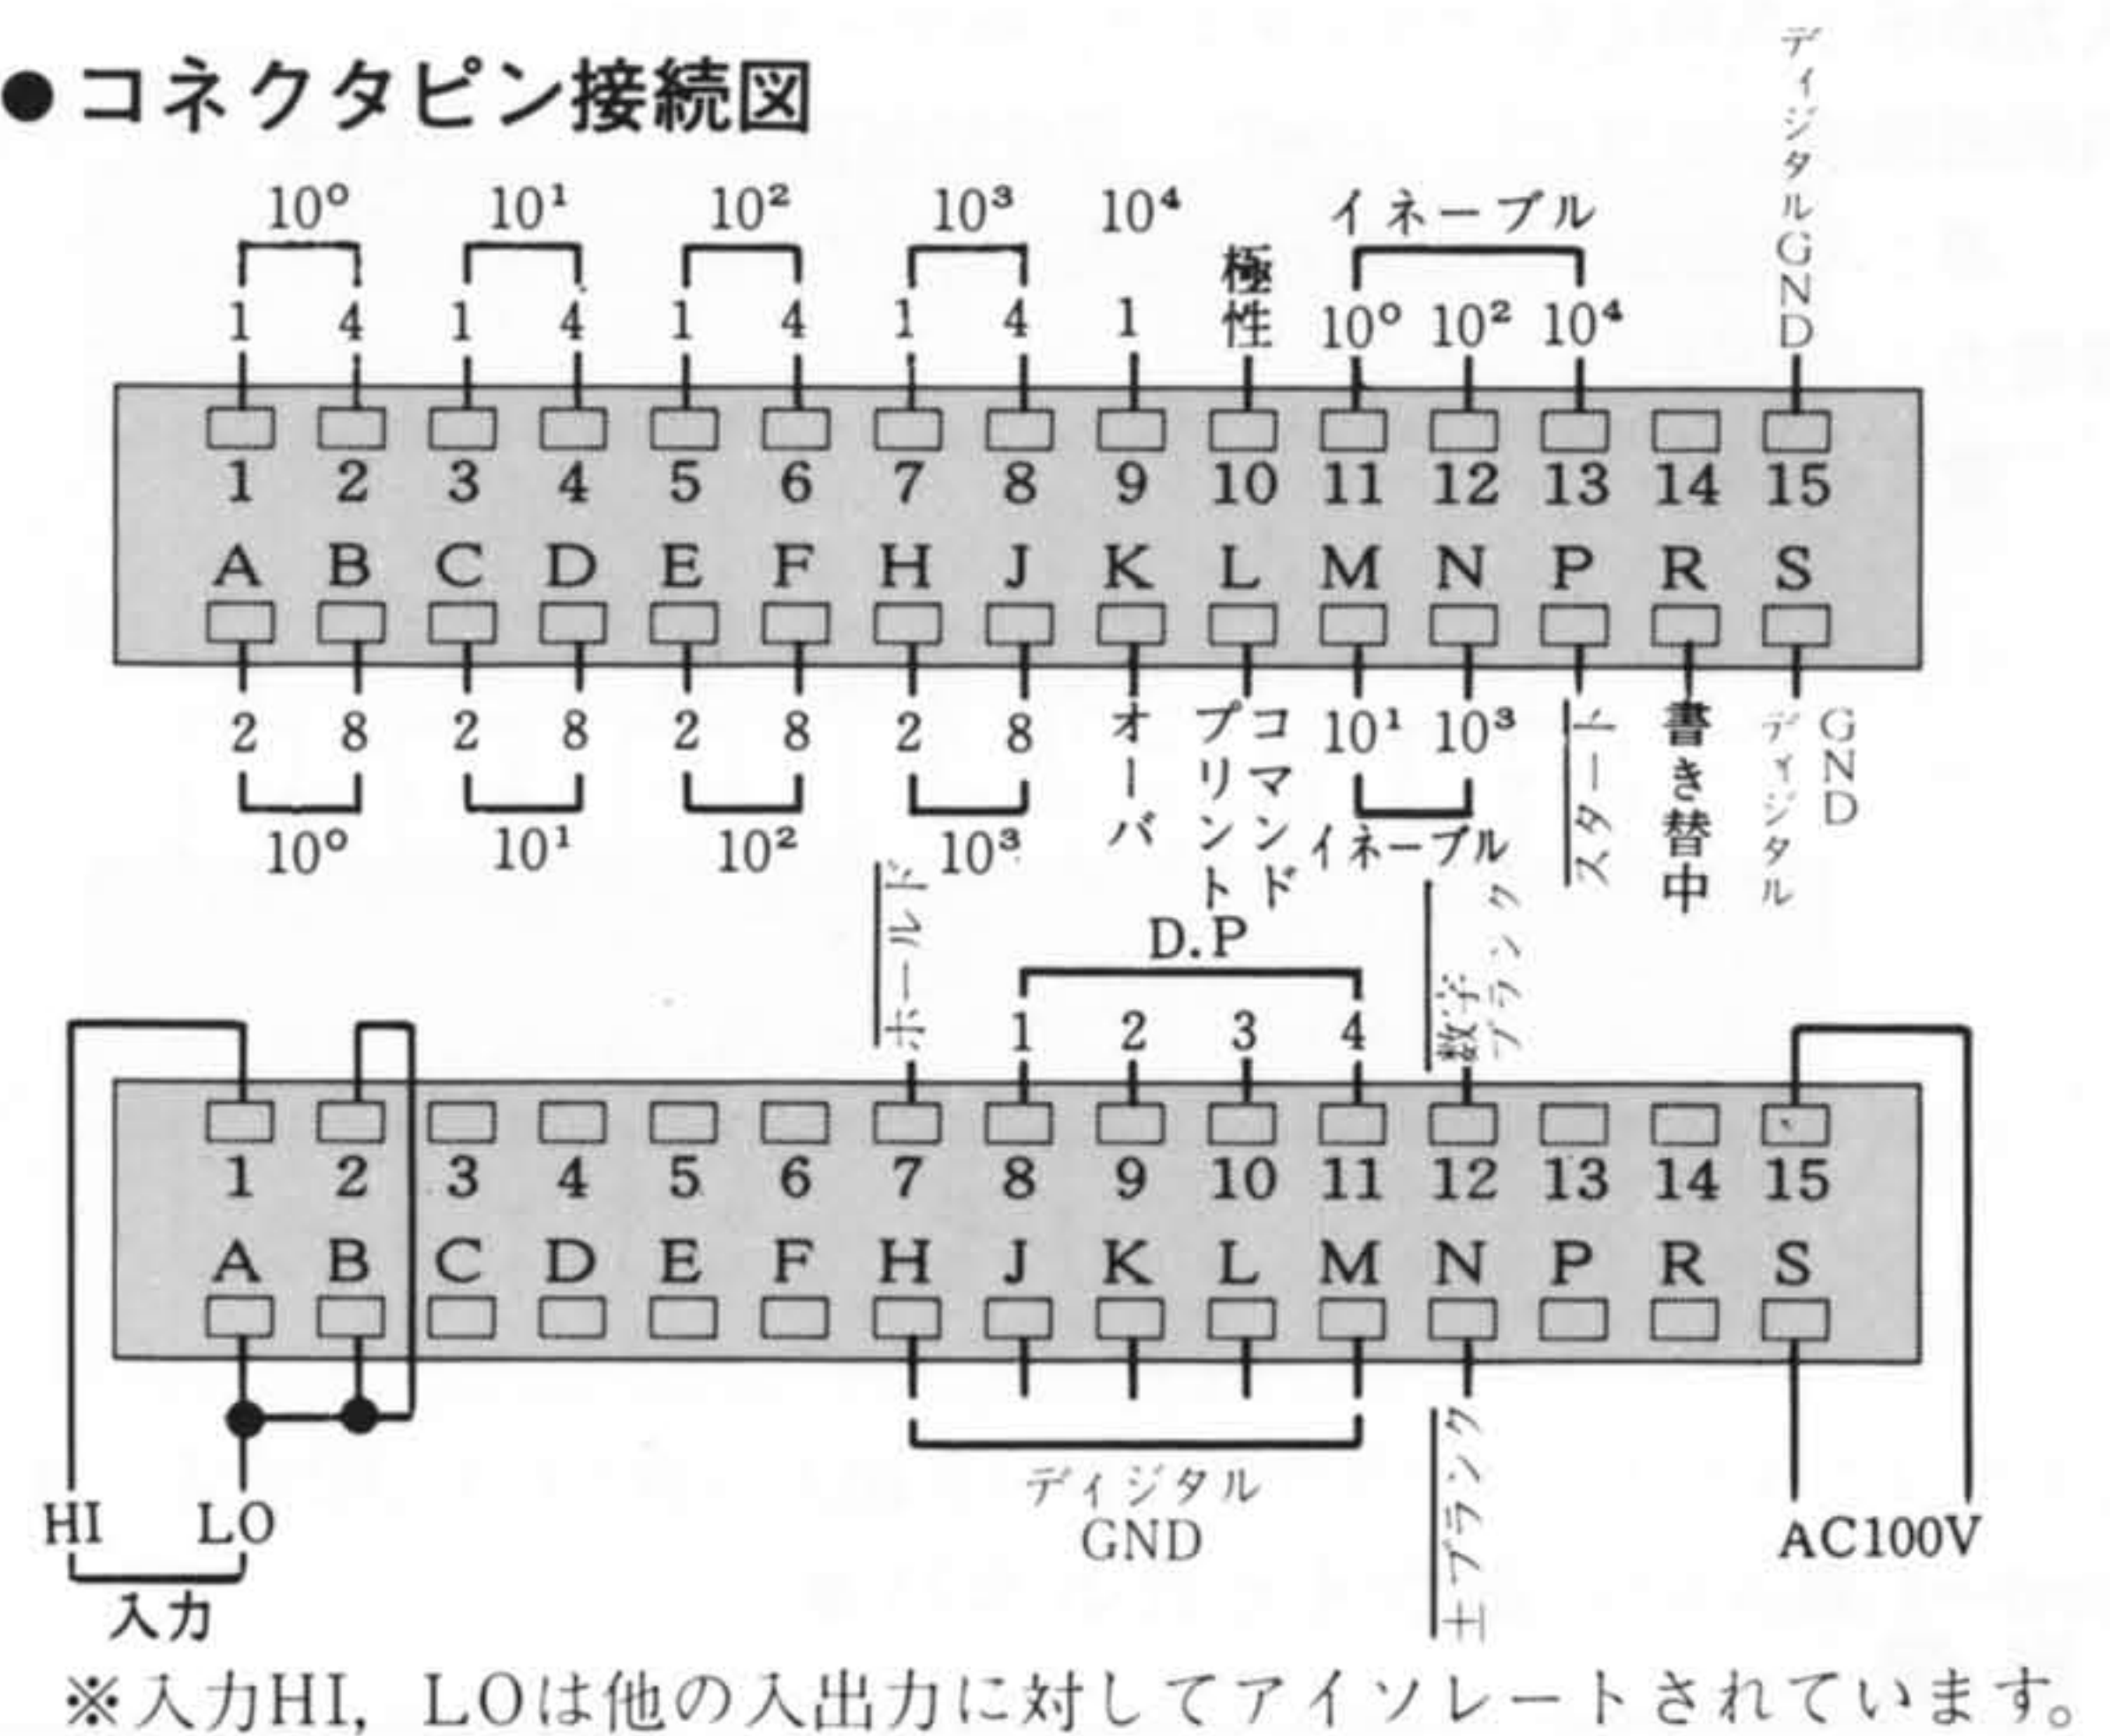 ●コネクタピン接続図
ディジタルGND
10⁰ 10¹ 10² 10³ 10⁴ イネーブル
1 4 1 4 1 4 1 4 1 極性 10⁰ 10² 10⁴
1 2 3 4 5 6 7 8 9 10 11 12 13 14 15
A B C D E F H J K L M N P R S
2 8 2 8 2 8 2 8 オーバ プリント コマンド 10¹ 10³ スタート 書き替中 ディジタル GND
10⁰ 10¹ 10² 10³ イネーブル
ホールド D.P 数字 ブランク
1 2 3 4
1 2 3 4 5 6 7 8 9 10 11 12 13 14 15
A B C D E F H J K L M N P R S
HI LO ディジタル ±ブランク AC100V
GND
入力
※入力HI, LOは他の入出力に対してアイソレートされています。